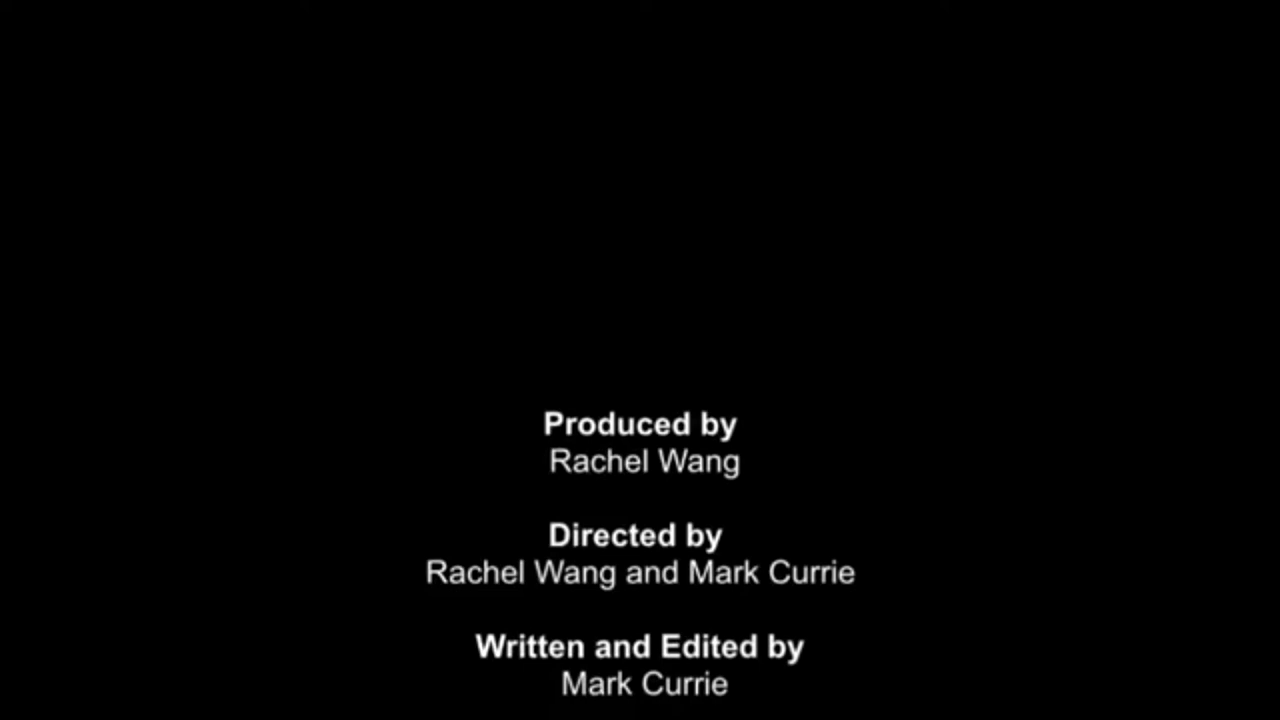 Produced by
Rachel Wang
Directed by
Rachel Wang and Mark Currie
Written and Edited by
Mark Currie